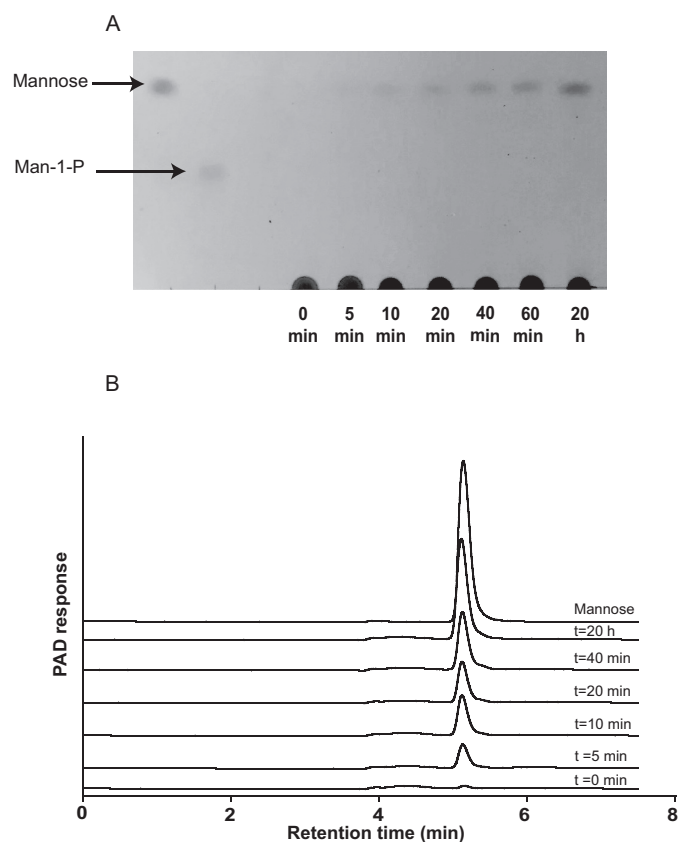 A
Mannose
Man-1-P
0 5 10 20 40 60 20
min min min min min min h
B
PAD response
Mannose
t=20 h
t=40 min
t=20 min
t=10 min
t =5 min
t =0 min
0 2 4 6 8
Retention time (min)